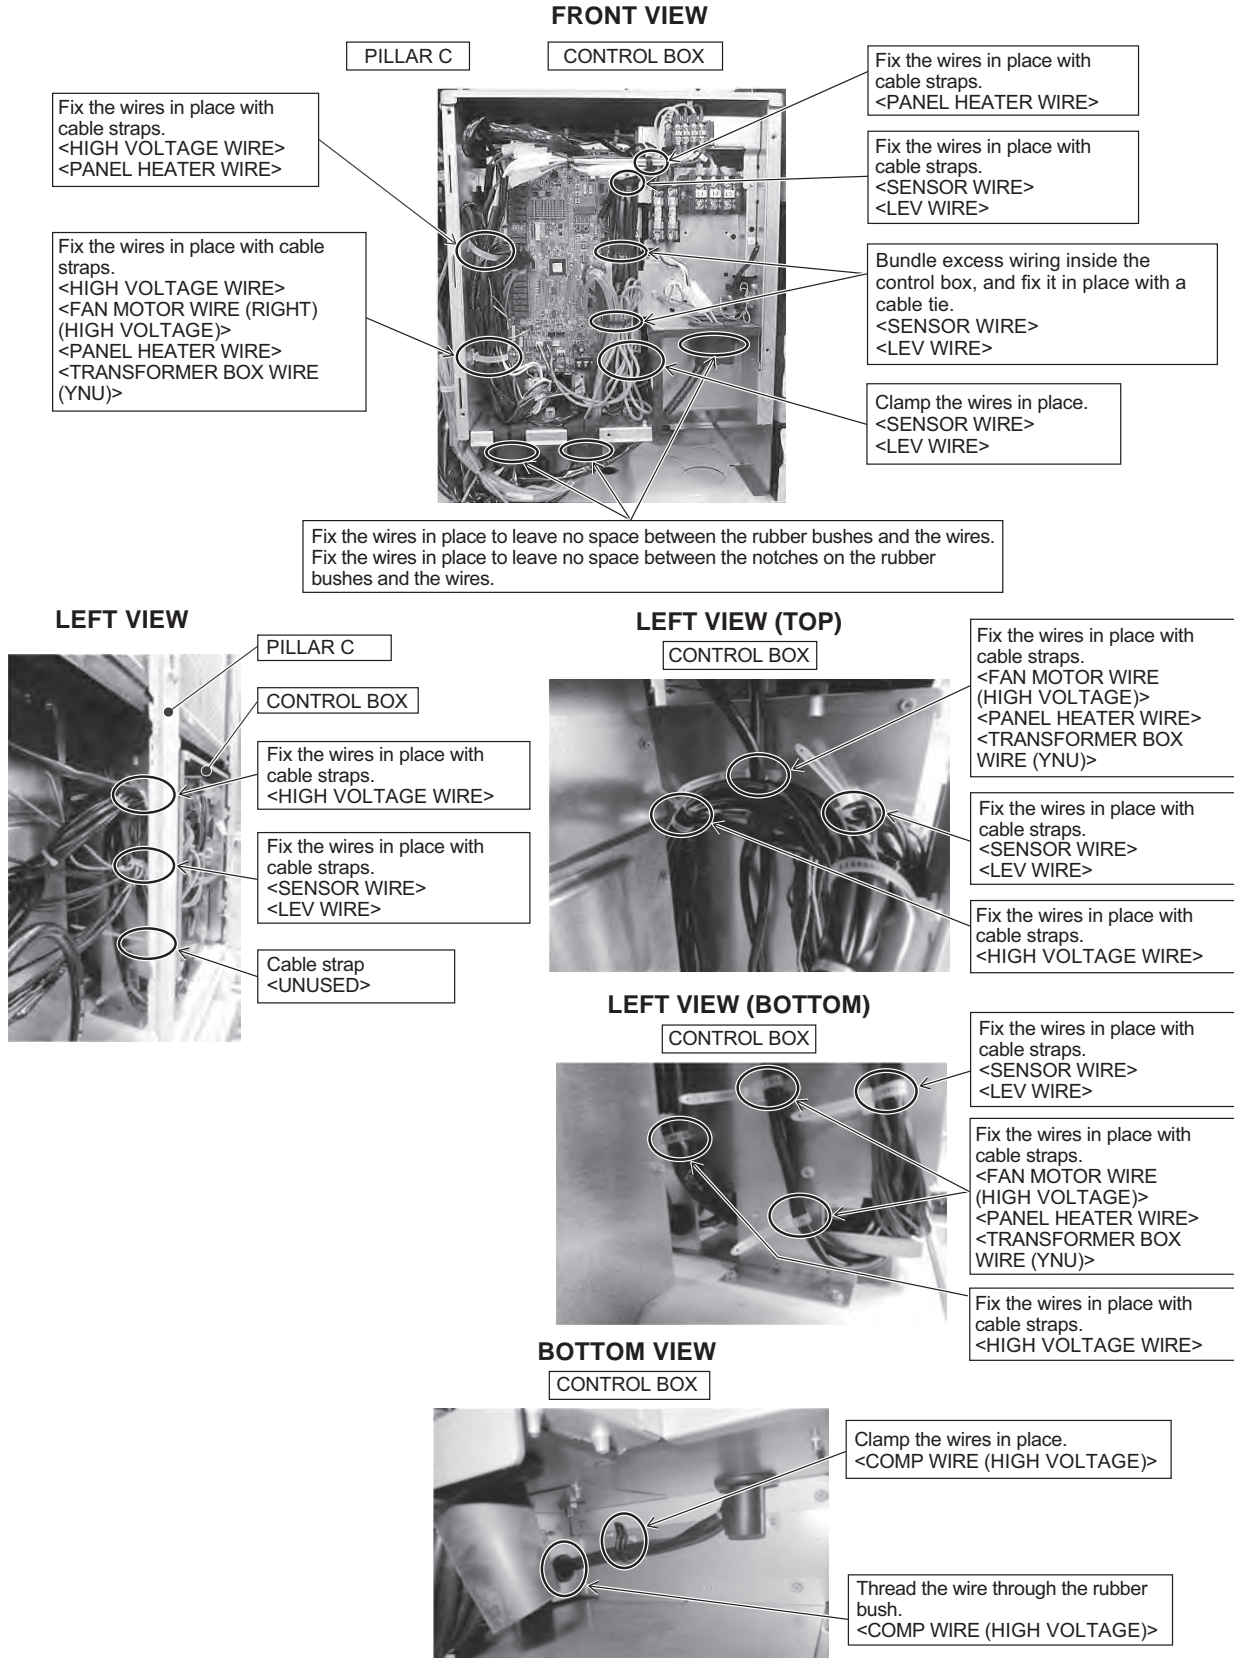 FRONT VIEW
PILLAR C
CONTROL BOX
Fix the wires in place with
cable straps.
<HIGH VOLTAGE WIRE>
<PANEL HEATER WIRE>
Fix the wires in place with cable
straps.
<HIGH VOLTAGE WIRE>
<FAN MOTOR WIRE (RIGHT)
(HIGH VOLTAGE)>
<PANEL HEATER WIRE>
<TRANSFORMER BOX WIRE
(YNU)>
Fix the wires in place with
cable straps.
<PANEL HEATER WIRE>
Fix the wires in place with
cable straps.
<SENSOR WIRE>
<LEV WIRE>
Bundle excess wiring inside the
control box, and fix it in place with a
cable tie.
<SENSOR WIRE>
<LEV WIRE>
Clamp the wires in place.
<SENSOR WIRE>
<LEV WIRE>
Fix the wires in place to leave no space between the rubber bushes and the wires.
Fix the wires in place to leave no space between the notches on the rubber
bushes and the wires.
LEFT VIEW
PILLAR C
CONTROL BOX
Fix the wires in place with
cable straps.
<HIGH VOLTAGE WIRE>
Fix the wires in place with
cable straps.
<SENSOR WIRE>
<LEV WIRE>
Cable strap
<UNUSED>
LEFT VIEW (TOP)
CONTROL BOX
Fix the wires in place with
cable straps.
<FAN MOTOR WIRE
(HIGH VOLTAGE)>
<PANEL HEATER WIRE>
<TRANSFORMER BOX
WIRE (YNU)>
Fix the wires in place with
cable straps.
<SENSOR WIRE>
<LEV WIRE>
Fix the wires in place with
cable straps.
<HIGH VOLTAGE WIRE>
LEFT VIEW (BOTTOM)
CONTROL BOX
Fix the wires in place with
cable straps.
<SENSOR WIRE>
<LEV WIRE>
Fix the wires in place with
cable straps.
<FAN MOTOR WIRE
(HIGH VOLTAGE)>
<PANEL HEATER WIRE>
<TRANSFORMER BOX
WIRE (YNU)>
Fix the wires in place with
cable straps.
<HIGH VOLTAGE WIRE>
BOTTOM VIEW
CONTROL BOX
Clamp the wires in place.
<COMP WIRE (HIGH VOLTAGE)>
Thread the wire through the rubber
bush.
<COMP WIRE (HIGH VOLTAGE)>